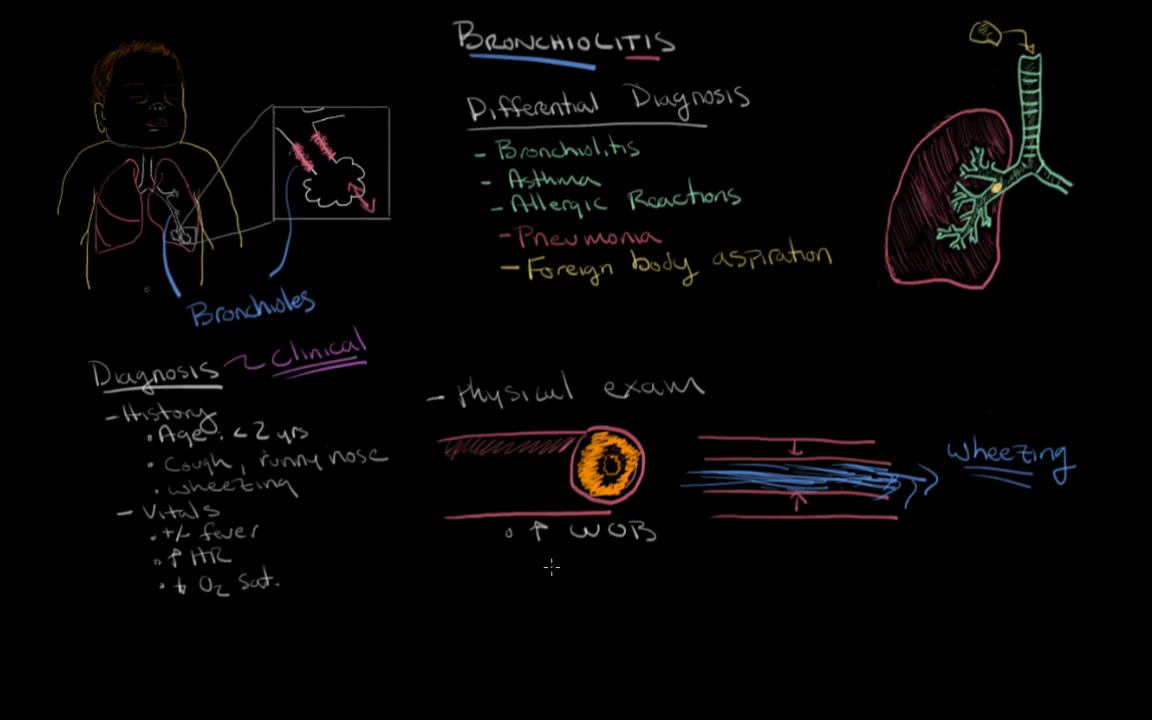 BRONCHIOLITIS
Differential Diagnosis
- Bronchiolitis
- Asthma
- Allergic Reactions
- Pneumonia
- Foreign body aspiration
Bronchioles
Diagnosis ~ Clinical
- History
• Age: < 2 yrs
• Cough, runny nose
• wheezing
- Vitals
• +/- fever
• ↑ HR
• ↓ O2 Sat.
- Physical exam
wheezing
• ↑ WOB